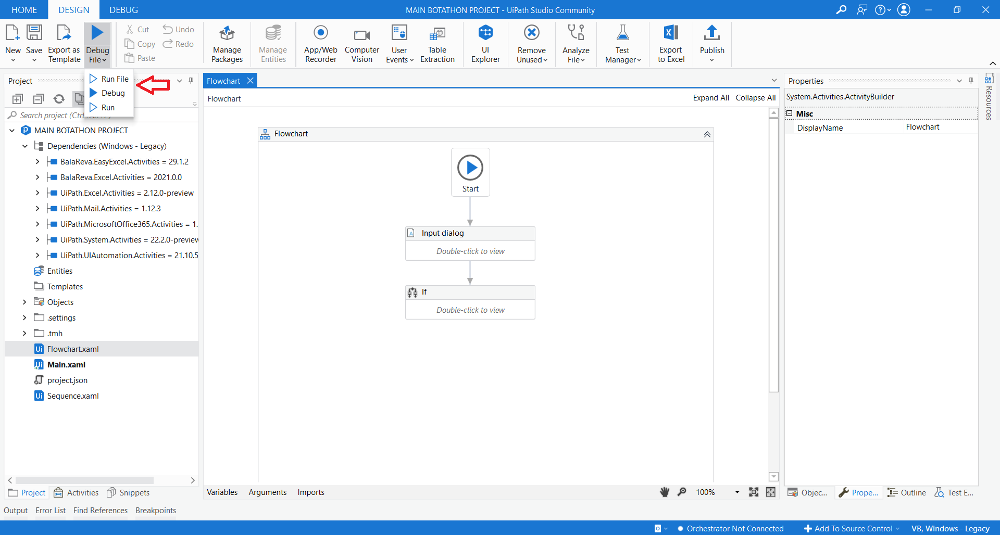 HOME DESIGN DEBUG
MAIN BOTATHON PROJECT - UiPath Studio Community
New
Save
Export as
Template
Debug
File
Cut
Copy
Paste
Undo
Redo
Manage
Packages
Manage
Entities
App/Web
Recorder
Computer
Vision
User
Events
Table
Extraction
UI
Explorer
Remove
Unused
Analyze
File
Test
Manager
Export
to Excel
Publish
Run File
Debug
Run
Project
Search project
MAIN BOTATHON PROJECT
Dependencies (Windows - Legacy)
BalaReva.EasyExcel.Activities = 29.1.2
BalaReva.Excel.Activities = 2021.0.0
UiPath.Excel.Activities = 2.12.0-preview
UiPath.Mail.Activities = 1.12.3
UiPath.MicrosoftOffice365.Activities = 1.
UiPath.System.Activities = 22.2.0-preview
UiPath.UIAutomation.Activities = 21.10.5
Entities
Templates
Objects
.settings
.tmh
Flowchart.xaml
Main.xaml
project.json
Sequence.xaml
Project
Activities
Snippets
Flowchart
Flowchart
Expand All Collapse All
Flowchart
Start
Input dialog
Double-click to view
If
Double-click to view
Variables Arguments Imports
100%
Properties
System.Activities.ActivityBuilder
Misc
DisplayName Flowchart
Resources
Objec...
Prope...
Outline
Test E...
Output Error List Find References Breakpoints
Orchestrator Not Connected
Add To Source Control
VB, Windows - Legacy